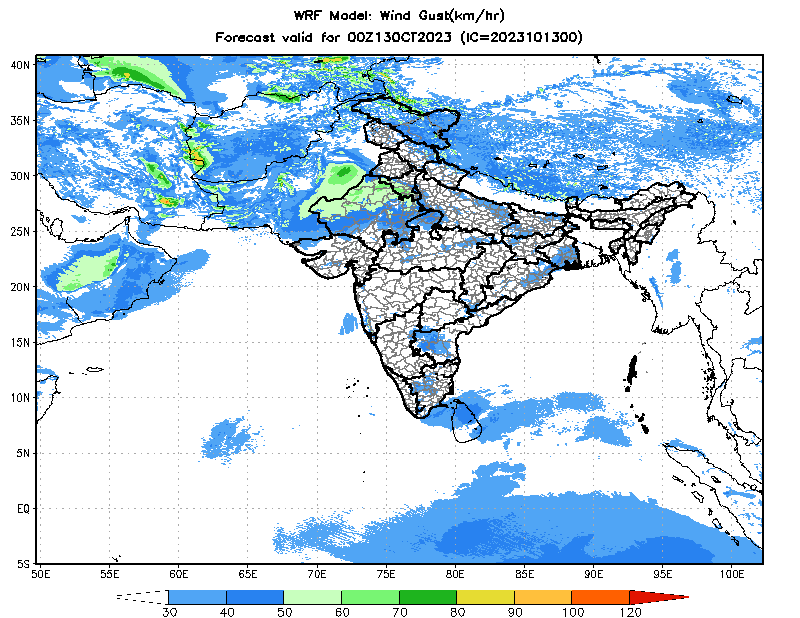 WRF Model: Wind Gust(km/hr)
Forecast valid for 00Z13OCT2023 (IC=2023101300)
40N
35N
30N
25N
20N
15N
10N
5N
EQ
5S
50E 55E 60E 65E 70E 75E 80E 85E 90E 95E 100E
30 40 50 60 70 80 90 100 120